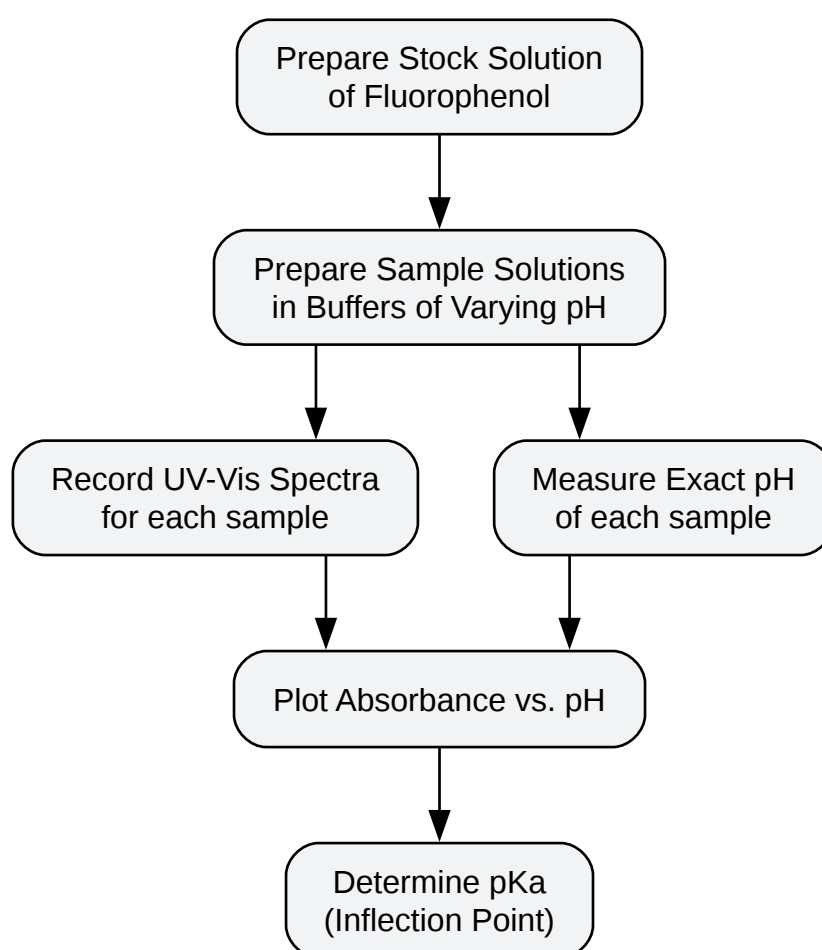 Prepare Stock Solution
of Fluorophenol
Prepare Sample Solutions
in Buffers of Varying pH
Record UV-Vis Spectra
for each sample
Measure Exact pH
of each sample
Plot Absorbance vs. pH
Determine pKa
(Inflection Point)